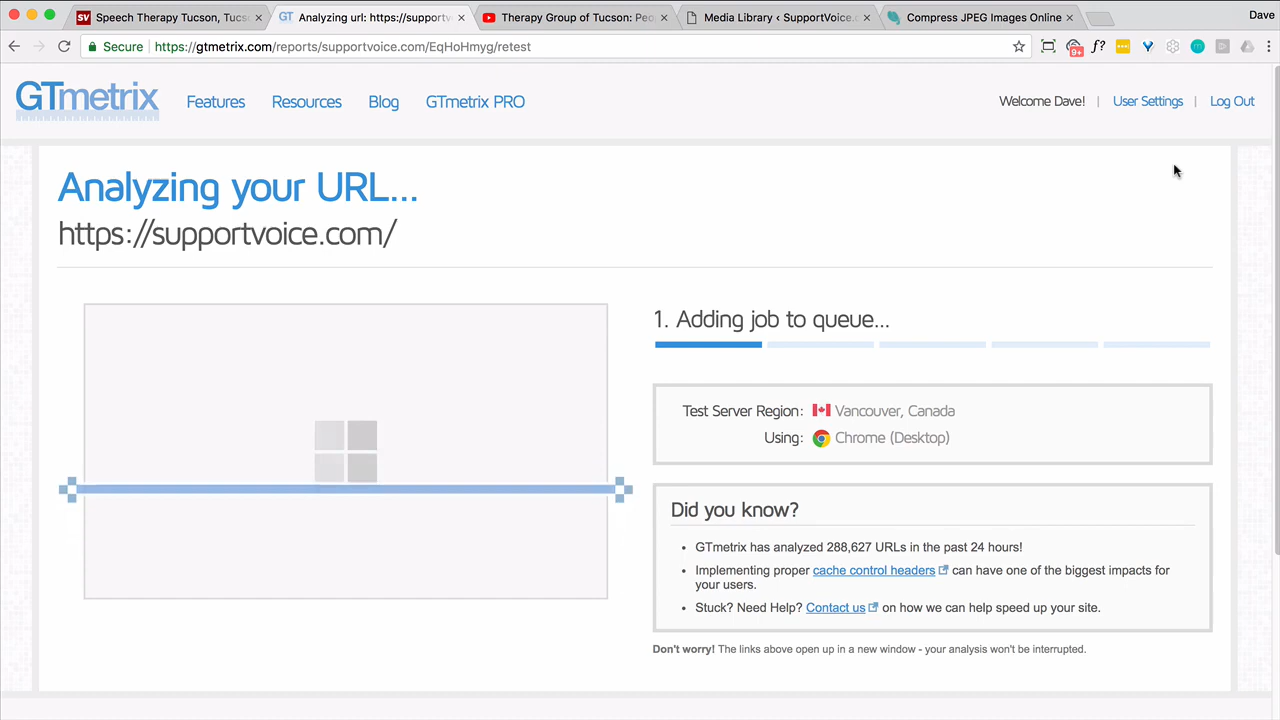 Speech Therapy Tucson, Tucs
Analyzing url: https://supportv
Therapy Group of Tucson: Peo
Media Library ‹ SupportVoice.c
Compress JPEG Images Online
Dave
Secure
https://gtmetrix.com/reports/supportvoice.com/EqHoHmyg/retest
f?
9+
GTmetrix
Features
Resources
Blog
GTmetrix PRO
Welcome Dave!
|
User Settings
|
Log Out
Analyzing your URL...
https://supportvoice.com/
1. Adding job to queue...
Test Server Region: Vancouver, Canada
Using: Chrome (Desktop)
Did you know?
• GTmetrix has analyzed 288,627 URLs in the past 24 hours!
• Implementing proper cache control headers can have one of the biggest impacts for
your users.
• Stuck? Need Help? Contact us on how we can help speed up your site.
Don't worry! The links above open up in a new window - your analysis won't be interrupted.